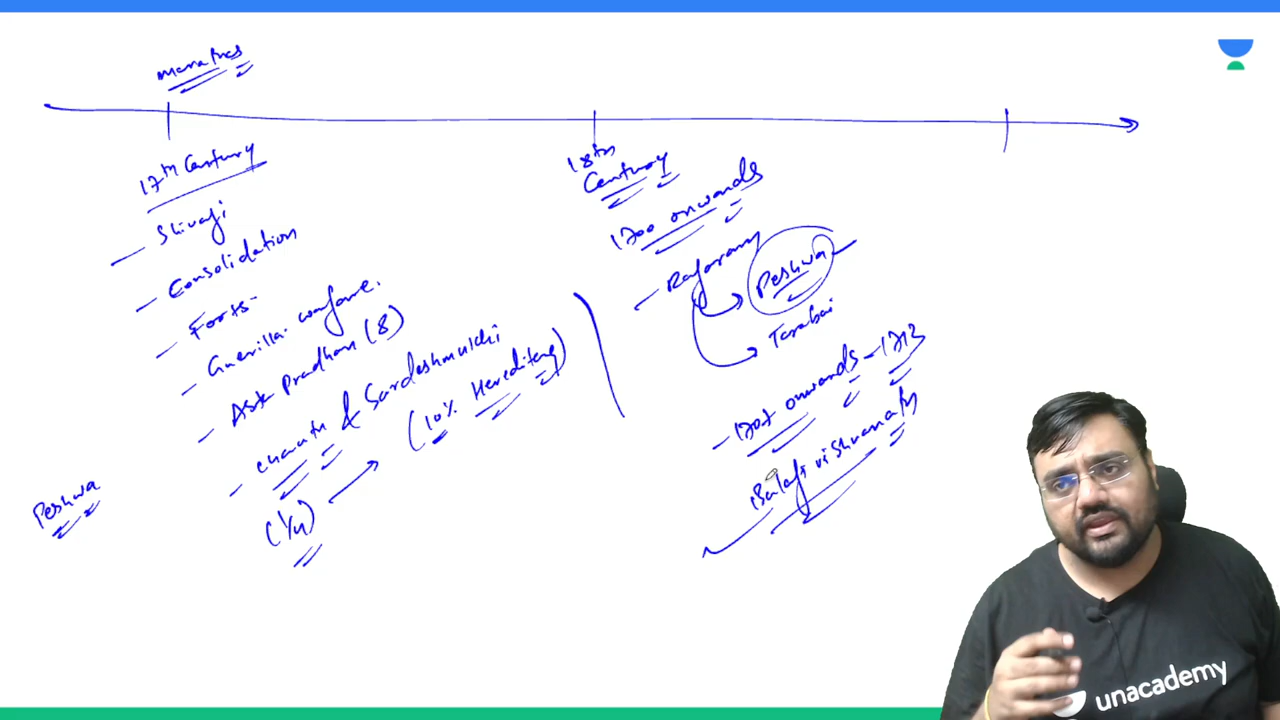 Marathas
17th Century
- Shivaji
- Consolidation
- Forts
- Guerilla warfare.
- Asth Pradhan (8)
- Chauth & Sardeshmukhi
(1/4) → (10% Hereditary)
Peshwa
18th
Century
1700 onwards
- Rajaram
Peshwa
Tarabai
- 1707 onwards - 1713
Balaji Vishwanath
unacademy